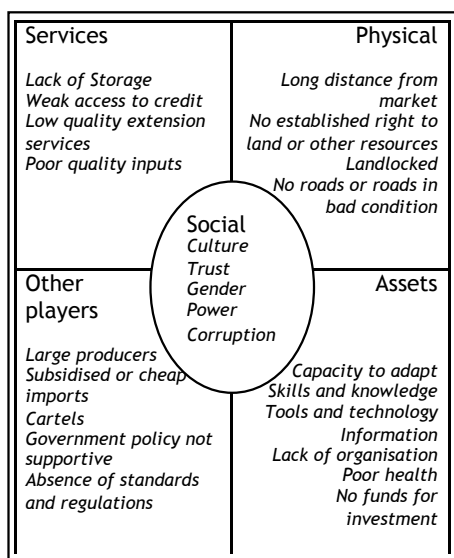 Services
Lack of Storage
Weak access to credit
Low quality extension
services
Poor quality inputs
Physical
Long distance from
market
No established right to
land or other resources
Landlocked
No roads or roads in
bad condition
Social
Culture
Trust
Gender
Power
Corruption
Other
players
Large producers
Subsidised or cheap
imports
Cartels
Government policy not
supportive
Absence of standards
and regulations
Assets
Capacity to adapt
Skills and knowledge
Tools and technology
Information
Lack of organisation
Poor health
No funds for
investment